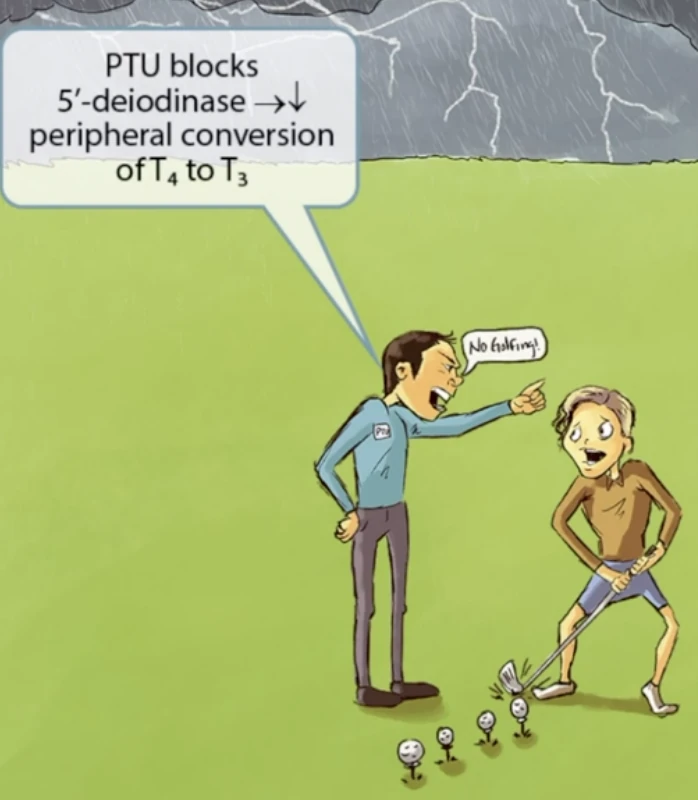 PTU blocks
5′-deiodinase →↓
peripheral conversion
of T₄ to T₃
No Golfing!
PTU